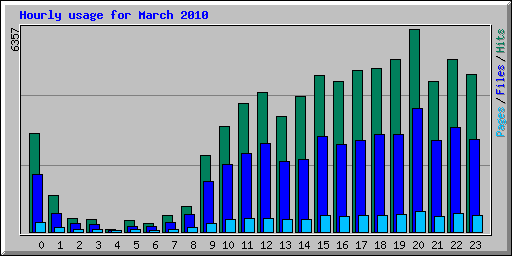 Hourly usage for March 2010
6357
Pages/Files/Hits
0 1 2 3 4 5 6 7 8 9 10 11 12 13 14 15 16 17 18 19 20 21 22 23